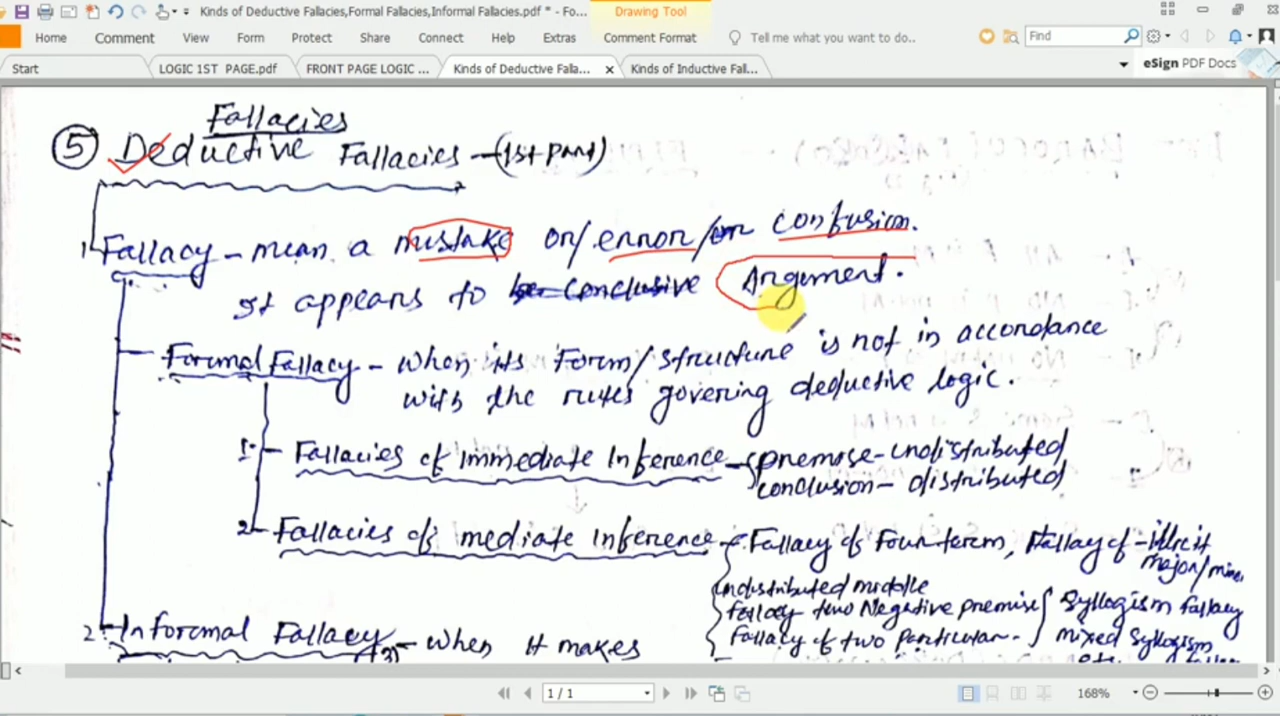 Kinds of Deductive Fallacies,Formal Fallacies,Informal Fallacies.pdf * - Fo...
Drawing Tool
Home Comment View Form Protect Share Connect Help Extras Comment Format Tell me what you want to do.. Find
Start LOGIC 1ST PAGE.pdf FRONT PAGE LOGIC ... Kinds of Deductive Falla... Kinds of Inductive Fall... eSign PDF Docs
Fallacies
5 Deductive Fallacies - (1st part)
1 Fallacy - mean a mistake or/ error/or confusion.
It appears to be conclusive Argement.
Formal Fallacy - when its Form/structure is not in accordance
with the rules governing deductive logic.
1. Fallacies of immediate Inference - premise - undistributed
conclusion - distributed
2 Fallacies of mediate inference - Fallacy of Four term, Fallay of - illicit
major/mine
undistributed middle
fallacy two Negative premise Syllogism fallacy
Fallacy of two Particular - mixed Syllogism
2. Informal Fallacy - when It makes
etc.
1 / 1 168%